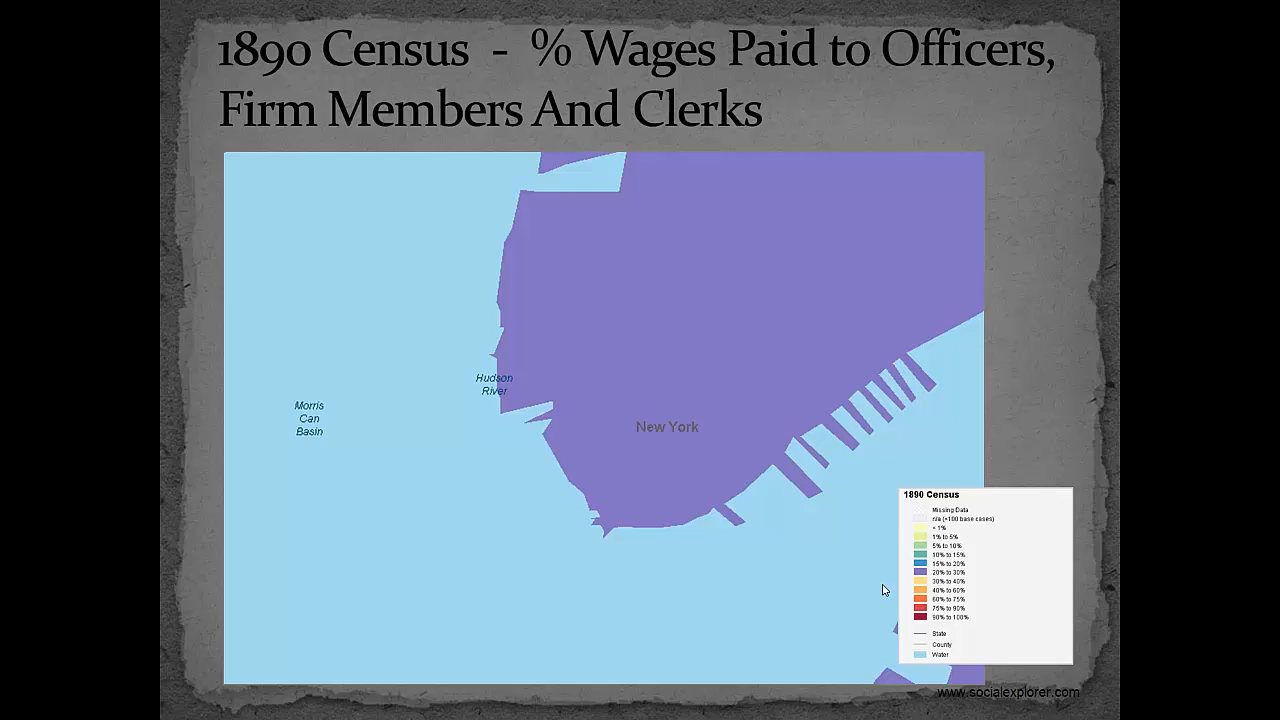 1890 Census - % Wages Paid to Officers,
Firm Members And Clerks
Hudson
River
Morris
Can
Basin
New York
1890 Census
Missing Data
n/a (<100 base cases)
< 1%
1% to 5%
5% to 10%
10% to 15%
15% to 20%
20% to 30%
30% to 40%
40% to 60%
60% to 75%
75% to 90%
90% to 100%
State
County
Water
www.socialexplorer.com